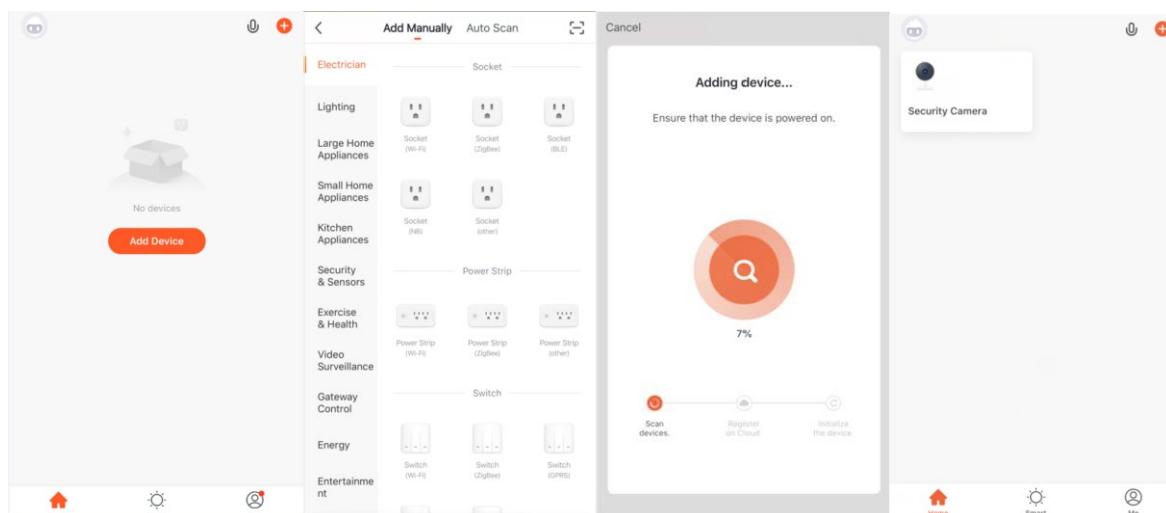 No devices
Add Device
Add Manually
Auto Scan
Electrician
Lighting
Large Home
Appliances
Small Home
Appliances
Kitchen
Appliances
Security
& Sensors
Exercise
& Health
Video
Surveillance
Gateway
Control
Energy
Entertainme
nt
Socket
Socket
(Wi-Fi)
Socket
(ZigBee)
Socket
(BLE)
Socket
(NB)
Socket
(other)
Power Strip
Power Strip
(Wi-Fi)
Power Strip
(ZigBee)
Power Strip
(other)
Switch
Switch
(Wi-Fi)
Switch
(ZigBee)
Switch
(GPRS)
Cancel
Adding device...
Ensure that the device is powered on.
7%
Scan
devices.
Register
on Cloud
Initialize
the device
Security Camera
Home
Smart
Me